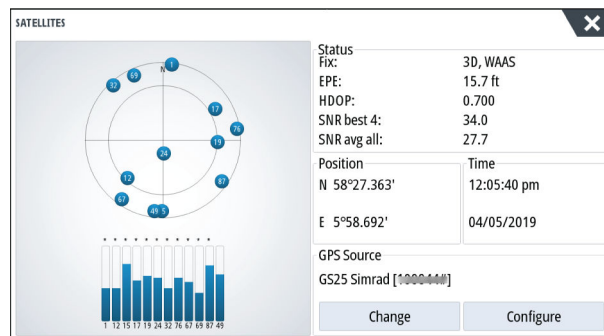 SATELLITES
N
1
69
32
17
76
19
24
12
87
67
49 5
* * * * * * * * * * * *
1 12 15 17 19 24 32 76 67 69 87 49
Status
Fix: 3D, WAAS
EPE: 15.7 ft
HDOP: 0.700
SNR best 4: 34.0
SNR avg all: 27.7
Position
N 58°27.363'
E 5°58.692'
Time
12:05:40 pm
04/05/2019
GPS Source
GS25 Simrad [ #]
Change
Configure